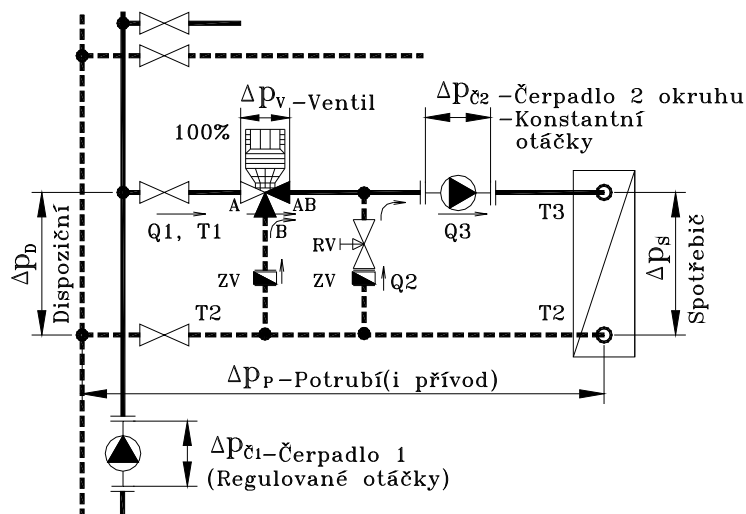 ΔpV-Ventil
ΔpČ2-Čerpadlo 2 okruhu
-Konstantní
otáčky
100%
A
AB
B
Q1, T1
Q3
T3
RV
ZV
ZV
Q2
T2
T2
ΔpD
Dispoziční
ΔpS
Spotřebič
ΔpP-Potrubí(i přívod)
ΔpČ1-Čerpadlo 1
(Regulované otáčky)